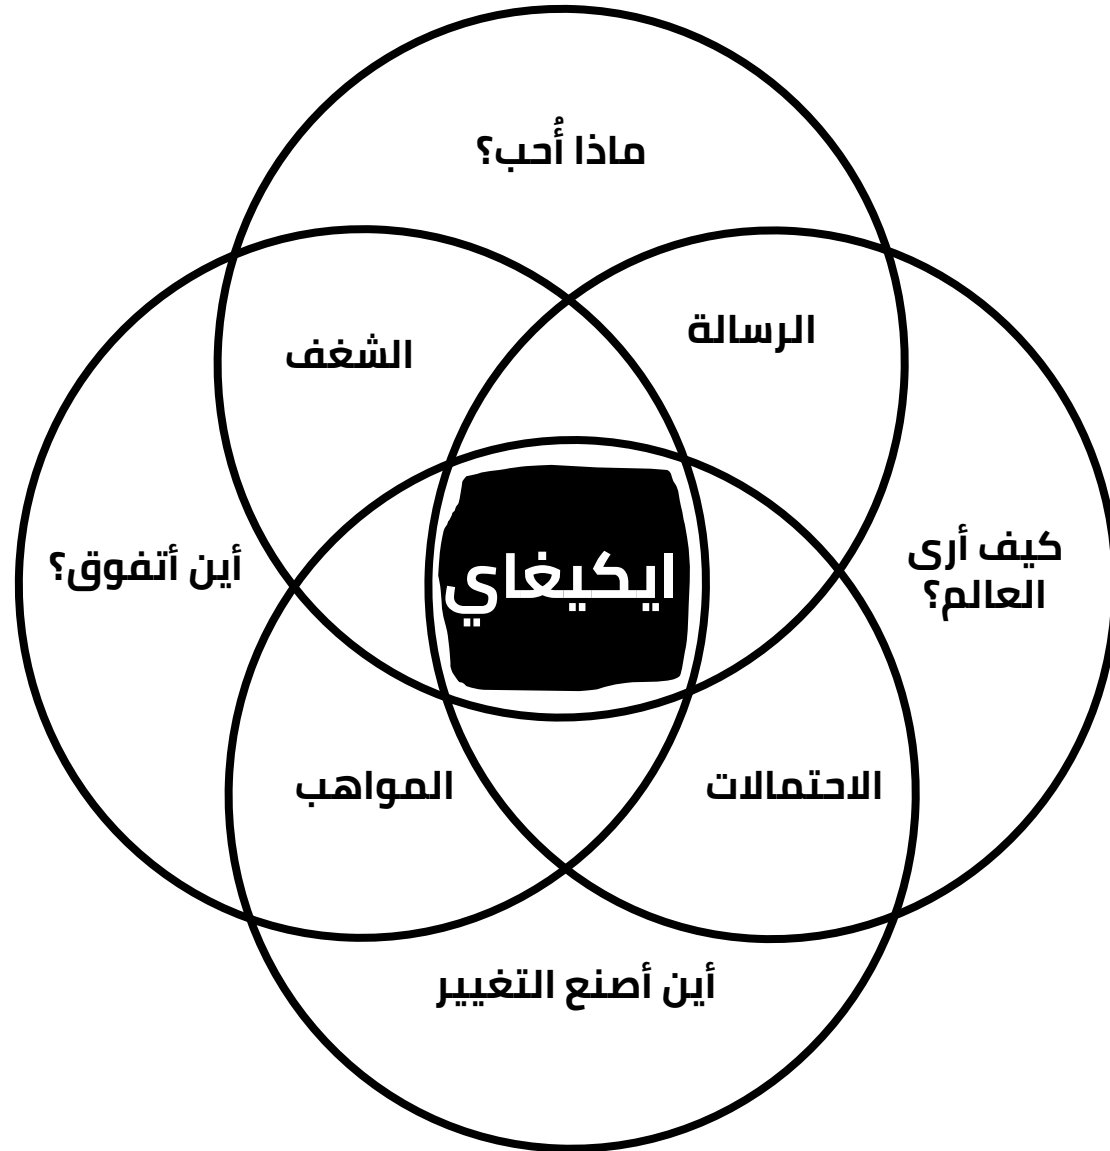 ماذا أُحب؟
الرسالة
الشغف
كيف أرى
العالم؟
ايكيغاي
أين أتفوق؟
الاحتمالات
المواهب
أين أصنع التغيير